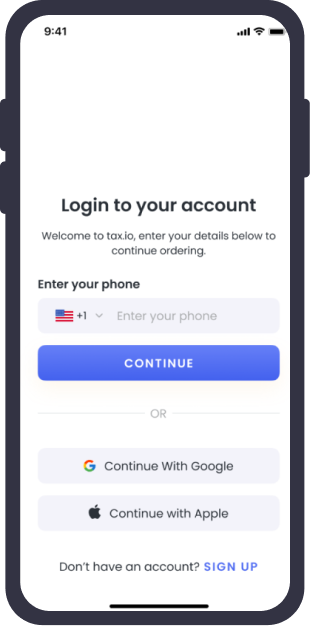 9:41
Login to your account
Welcome to tax.io, enter your details below to
continue ordering.
Enter your phone
+1 Enter your phone
CONTINUE
OR
Continue With Google
Continue with Apple
Don't have an account? SIGN UP